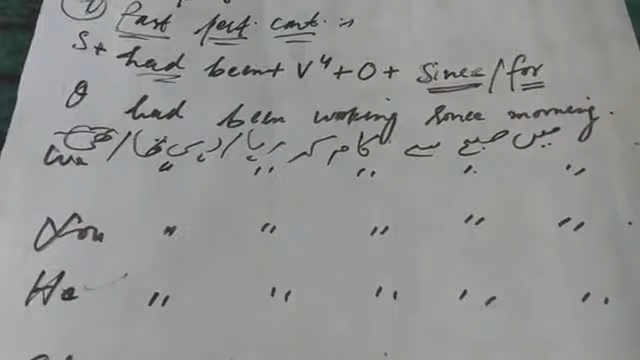 Past perf. cont. :
S + had been + V4 + O + Since / for
I had been working since morning.
میں صبح سے کام کر رہا / رہی تھا /
We " " " " "
You " " " " " .
He " " " " "